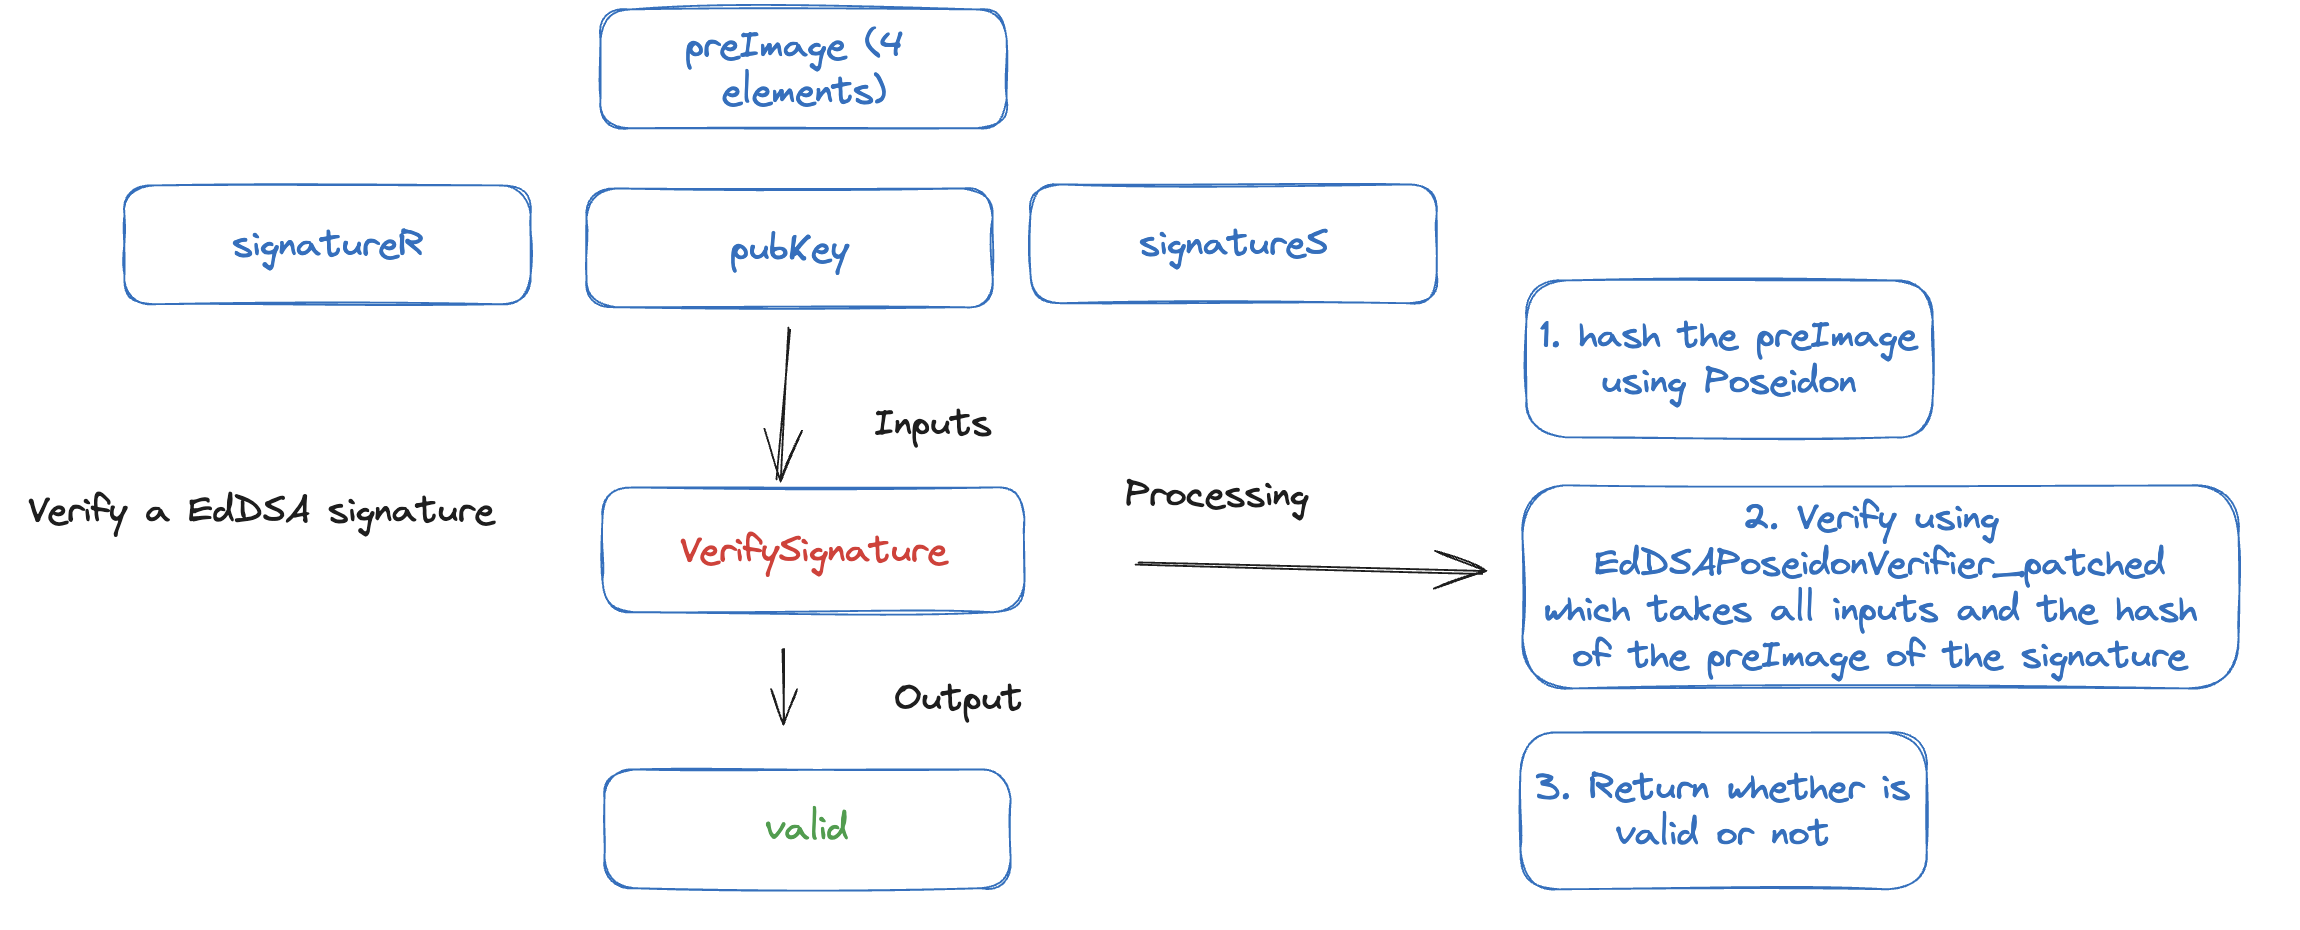 preImage (4
elements)
signatureR
pubKey
signatureS
1. hash the preImage
using Poseidon
Inputs
Verify a EdDSA signature
VerifySignature
Processing
2. Verify using
EdDSAPoseidonVerifier_patched
which takes all inputs and the hash
of the preImage of the signature
Output
valid
3. Return whether is
valid or not